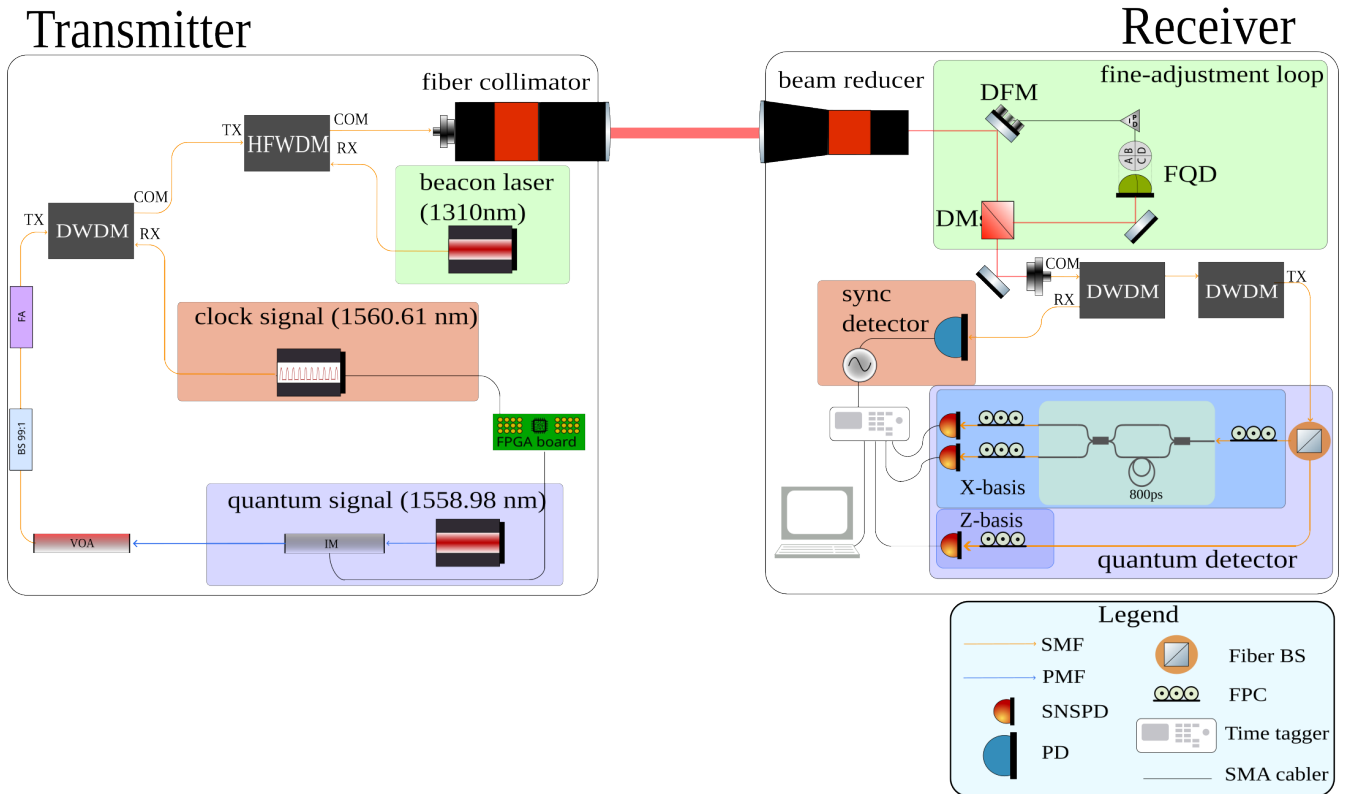 Transmitter
Receiver
fiber collimator
COM
TX
HFWDM
RX
beacon laser
(1310nm)
COM
TX
DWDM
RX
FA
clock signal (1560.61 nm)
BS 99:1
FPGA board
quantum signal (1558.98 nm)
VOA
IM
beam reducer
fine-adjustment loop
DFM
I P D
A B
C D
FQD
DMs
COM
RX
DWDM
DWDM
TX
sync
detector
X-basis
800ps
Z-basis
quantum detector
Legend
SMF
PMF
SNSPD
PD
Fiber BS
FPC
Time tagger
SMA cabler